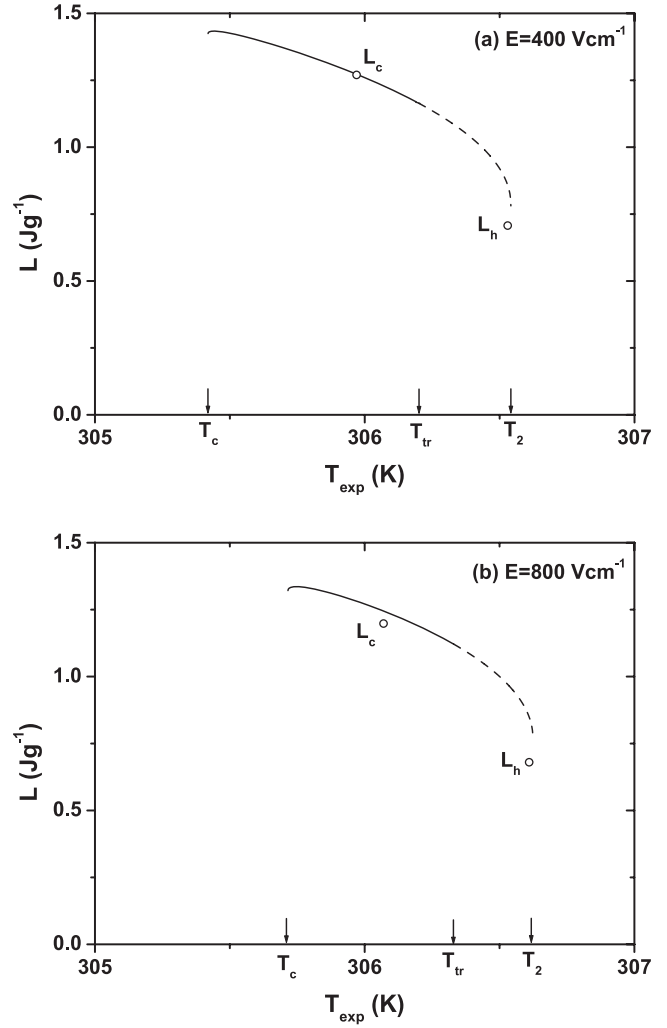 1.5
(a) E=400 Vcm⁻¹
L_c
1.0
L_h
L (Jg⁻¹)
0.5
0.0
T_c
T_tr
T_2
305
306
307
T_exp (K)
1.5
(b) E=800 Vcm⁻¹
L_c
1.0
L_h
L (Jg⁻¹)
0.5
0.0
T_c
T_tr
T_2
305
306
307
T_exp (K)